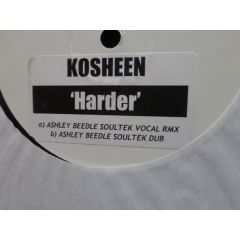 KOSHEEN
'Harder'
a) ASHLEY BEEDLE SOULTEK VOCAL RMX
b) ASHLEY BEEDLE SOULTEK DUB